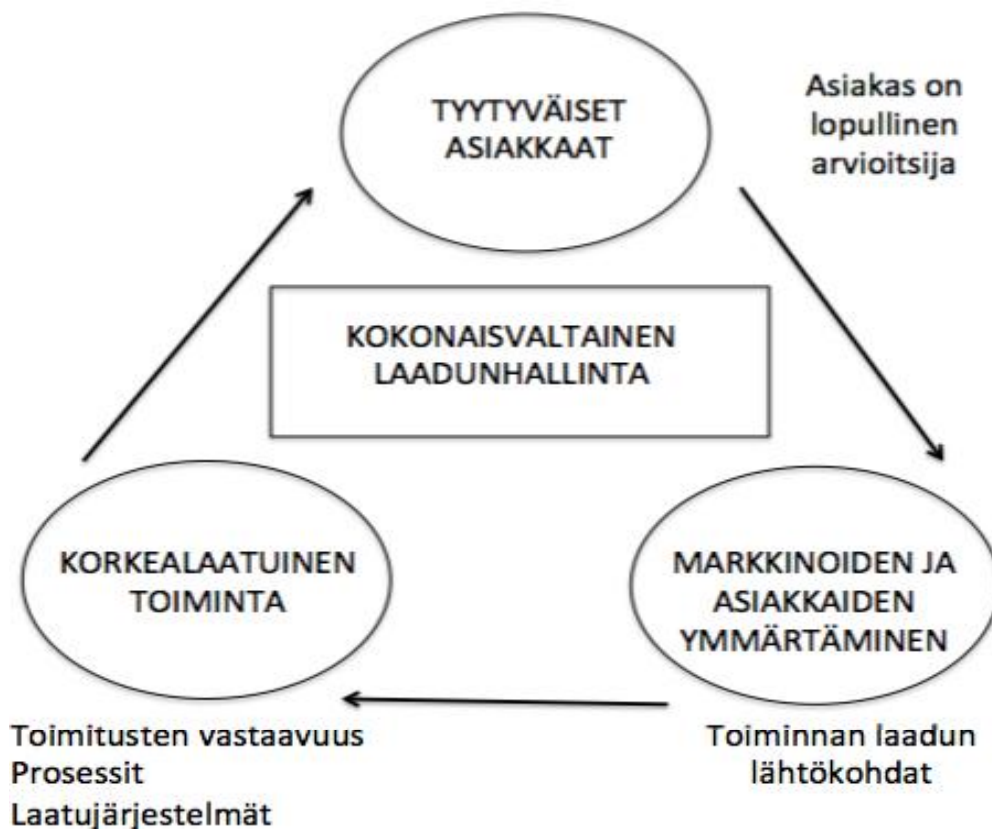 TYYTYVÄISET
ASIAKKAAT
Asiakas on
lopullinen
arvioitsija
KOKONAISVALTAINEN
LAADUNHALLINTA
KORKEALAATUINEN
TOIMINTA
MARKKINOIDEN JA
ASIAKKAIDEN
YMMÄRTÄMINEN
Toimitusten vastaavuus
Prosessit
Laatujärjestelmät
Toiminnan laadun
lähtökohdat